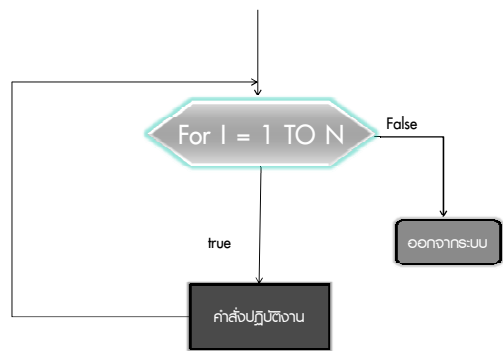 For I = 1 TO N
False
ออกจากระบบ
true
คำสั่งปฏิบัติงาน